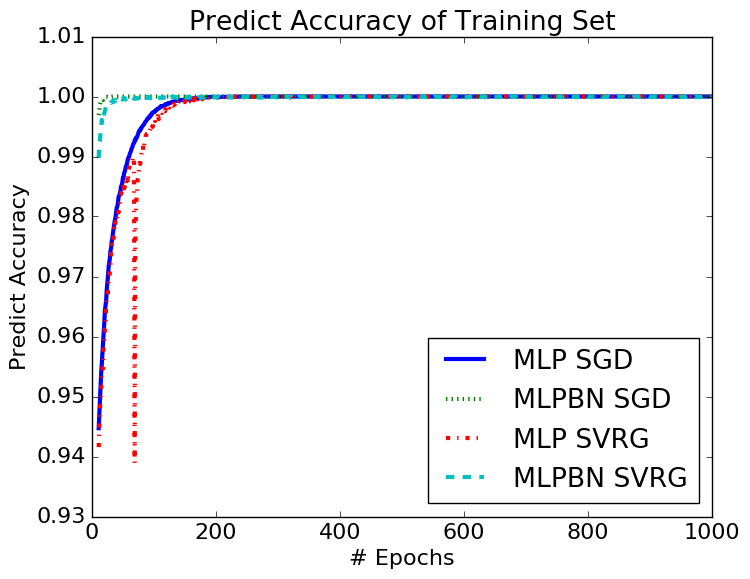 Predict Accuracy of Training Set
1.01
1.00
0.99
0.98
0.97
0.96
0.95
0.94
0.93
Predict Accuracy
MLP SGD
MLPBN SGD
MLP SVRG
MLPBN SVRG
0 200 400 600 800 1000
# Epochs